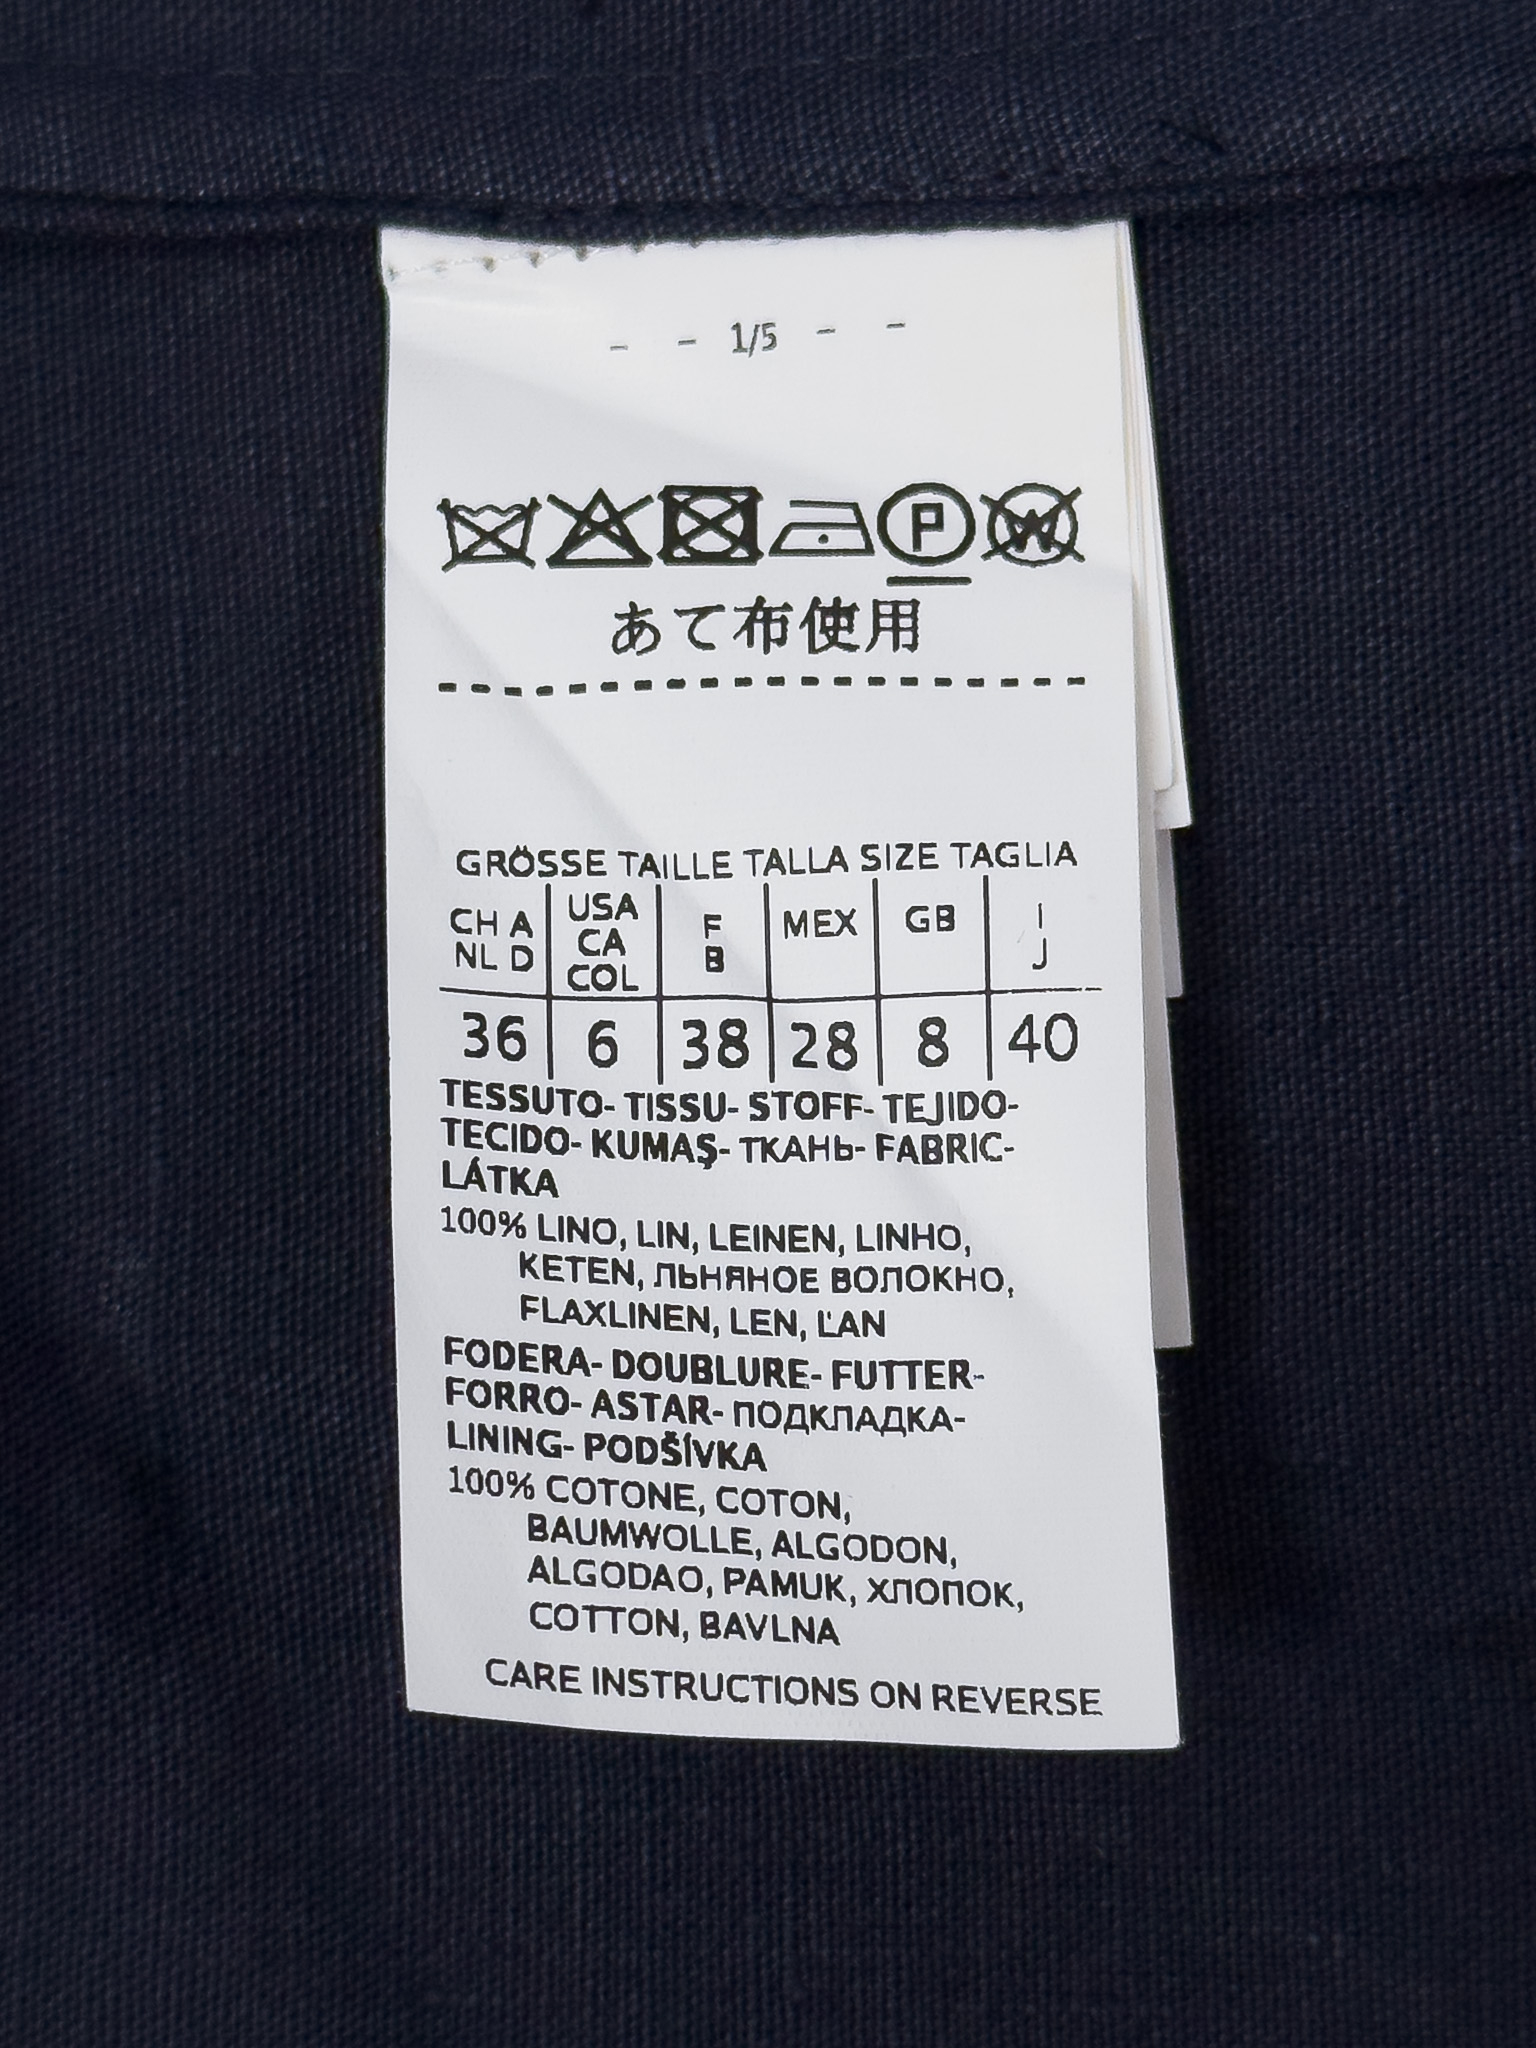 - - 1/5 - -
P W
あて布使用
GRÖSSE TAILLE TALLA SIZE TAGLIA
CH A NL D USA CA COL F B MEX GB I J
36 6 38 28 8 40
TESSUTO- TISSU- STOFF- TEJIDO-
TECIDO- KUMAŞ- ТКАНЬ- FABRIC-
LÁTKA
100% LINO, LIN, LEINEN, LINHO,
KETEN, ЛЬНЯНОЕ ВОЛОКНО,
FLAXLINEN, LEN, ĽAN
FODERA- DOUBLURE- FUTTER-
FORRO- ASTAR- ПОДКЛАДКА-
LINING- PODŠÍVKA
100% COTONE, COTON,
BAUMWOLLE, ALGODON,
ALGODAO, PAMUK, ХЛОПОК,
COTTON, BAVLNA
CARE INSTRUCTIONS ON REVERSE